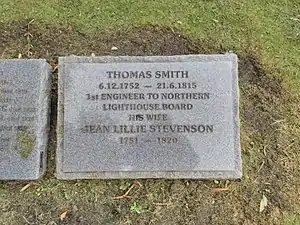 THOMAS SMITH
6.12.1752 — 21.6.1815
1st ENGINEER TO NORTHERN
LIGHTHOUSE BOARD
HIS WIFE
JEAN LILLIE STEVENSON
1751 — 1820